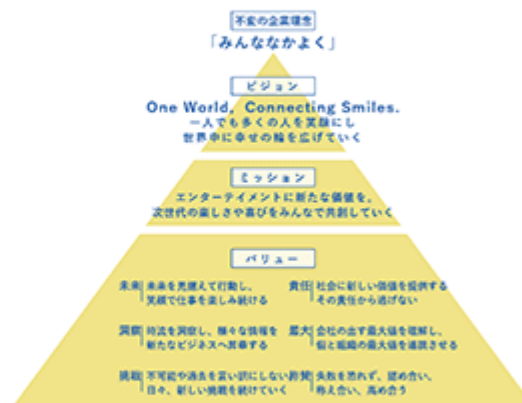 不変の企業理念
「みんななかよく」
ビジョン
One World, Connecting Smiles.
一人でも多くの人を笑顔にし
世界中に幸せの輪を広げていく
ミッション
エンターテイメントに新たな価値を。
次世代の楽しさや喜びをみんなで共創していく
バリュー
未来 未来を見据えて行動し、
笑顔で仕事を楽しみ続ける
責任 社会に新しい価値を提供する
その責任から逃げない
洞察 時流を洞察し、様々な情報を
新たなビジネスへ昇華する
最大 会社の出す最大値を理解し、
個と組織の最大値を連鎖させる
挑戦 不可能や過去を言い訳にしない
日々、新しい挑戦を続けていく
称賛 失敗を恐れず、認め合い、
称え合い、高め合う